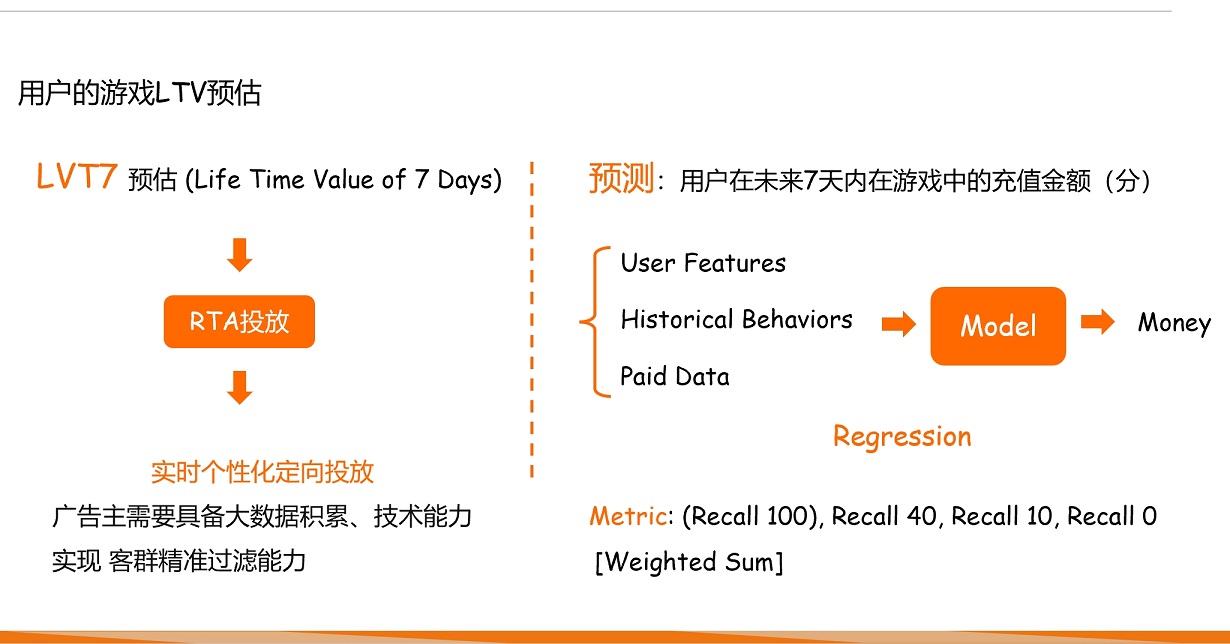 用户的游戏LTV预估
LVT7 预估 (Life Time Value of 7 Days)
RTA投放
实时个性化定向投放
广告主需要具备大数据积累、技术能力
实现 客群精准过滤能力
预测：用户在未来7天内在游戏中的充值金额（分）
User Features
Historical Behaviors
Paid Data
Model
Money
Regression
Metric: (Recall 100), Recall 40, Recall 10, Recall 0
[Weighted Sum]